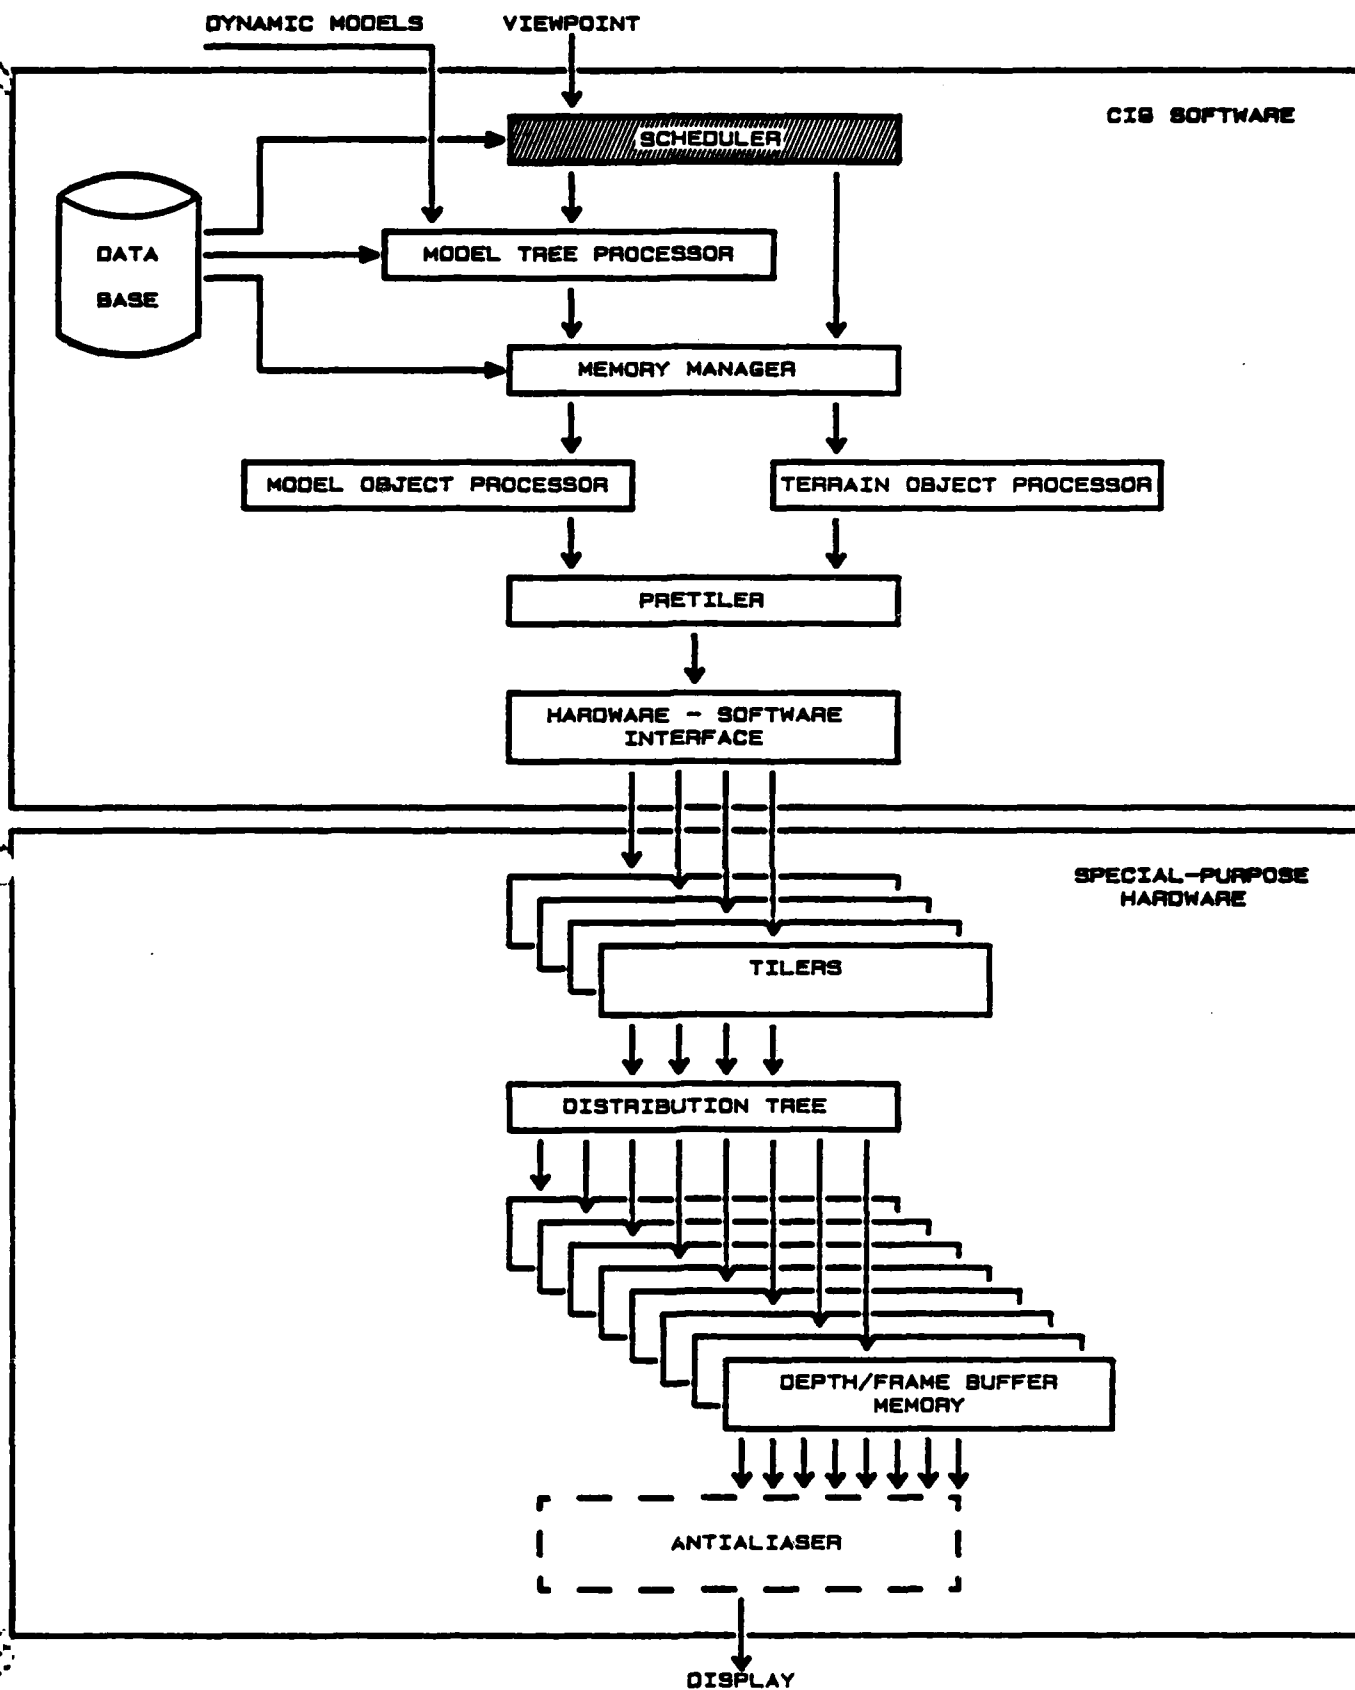 DYNAMIC MODELS
VIEWPOINT
CIG SOFTWARE
SCHEDULER
DATA
BASE
MODEL TREE PROCESSOR
MEMORY MANAGER
MODEL OBJECT PROCESSOR
TERRAIN OBJECT PROCESSOR
PRETILER
HARDWARE - SOFTWARE
INTERFACE
SPECIAL-PURPOSE
HARDWARE
TILERS
DISTRIBUTION TREE
DEPTH/FRAME BUFFER
MEMORY
ANTIALIASER
DISPLAY